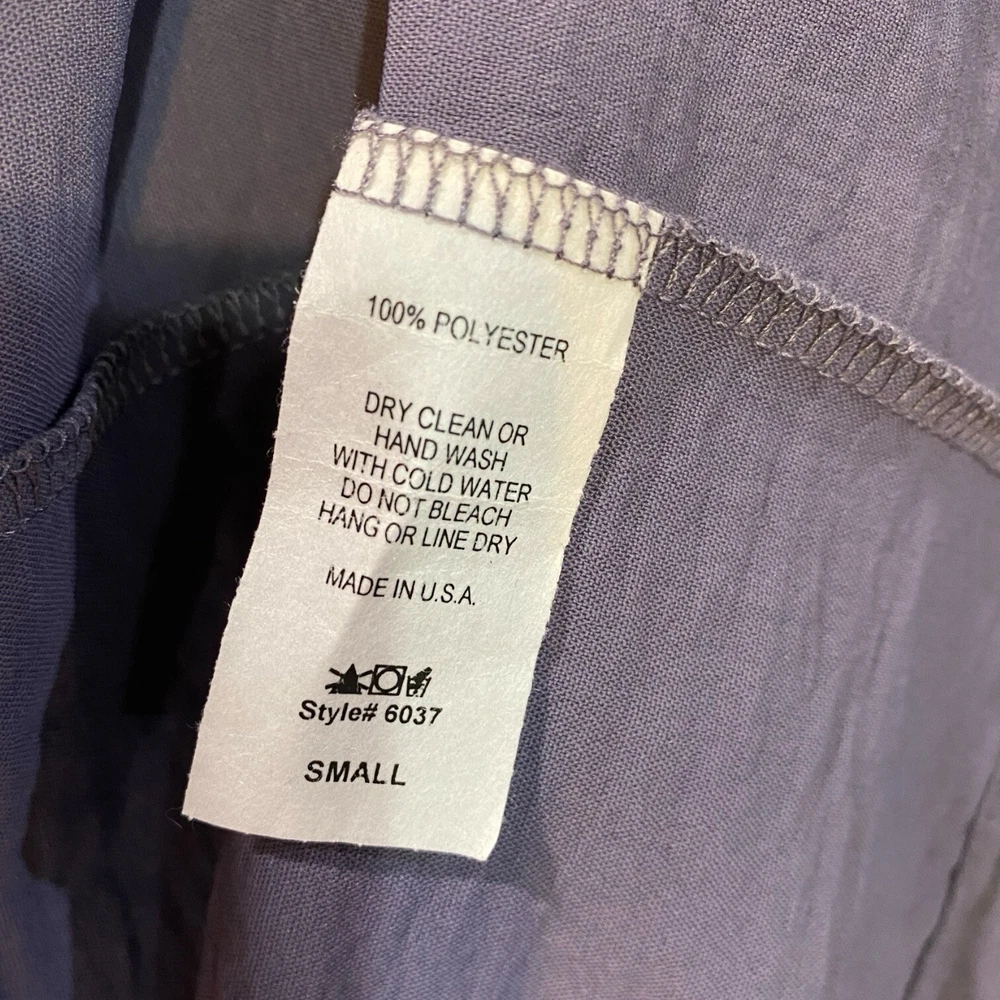 100% POLYESTER
DRY CLEAN OR
HAND WASH
WITH COLD WATER
DO NOT BLEACH
HANG OR LINE DRY
MADE IN U.S.A.
Style# 6037
SMALL